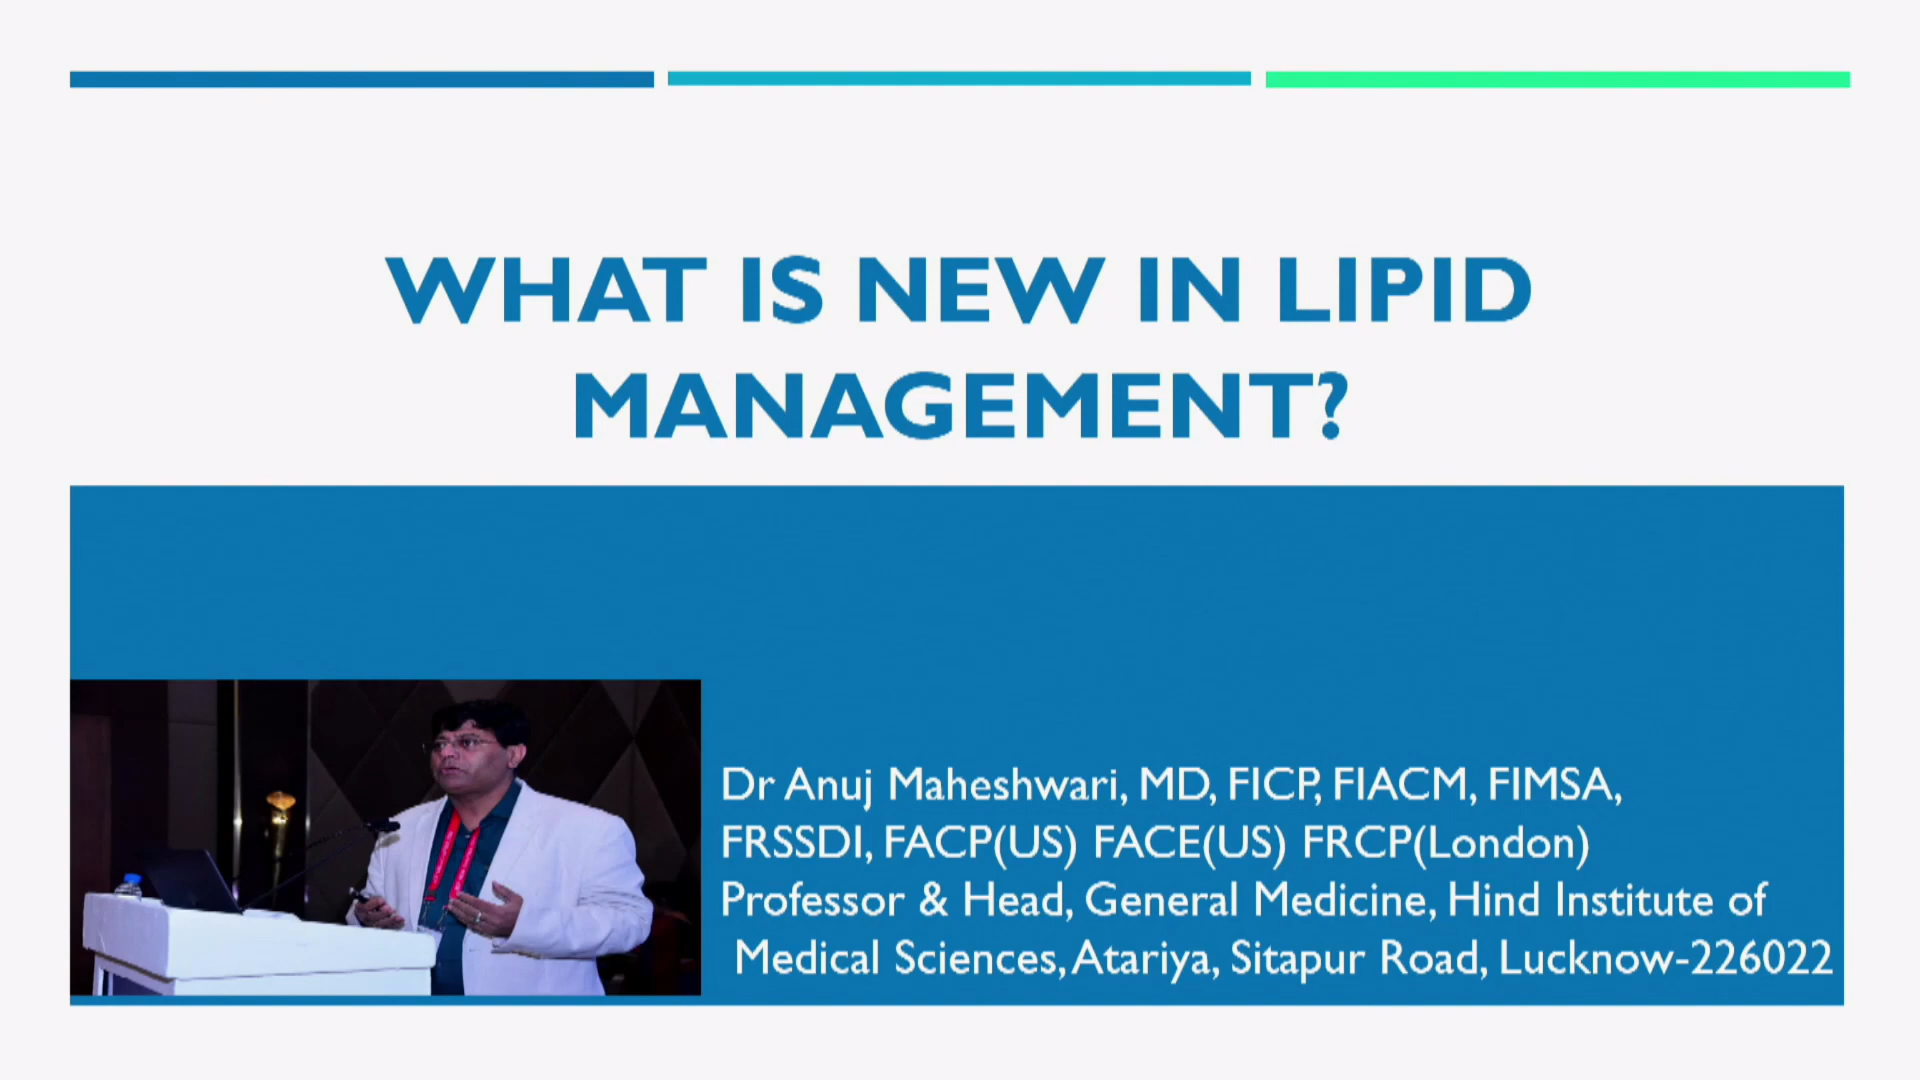 WHAT IS NEW IN LIPID
MANAGEMENT?
Dr Anuj Maheshwari, MD, FICP, FIACM, FIMSA,
FRSSDI, FACP(US) FACE(US) FRCP(London)
Professor & Head, General Medicine, Hind Institute of
Medical Sciences, Atariya, Sitapur Road, Lucknow-226022